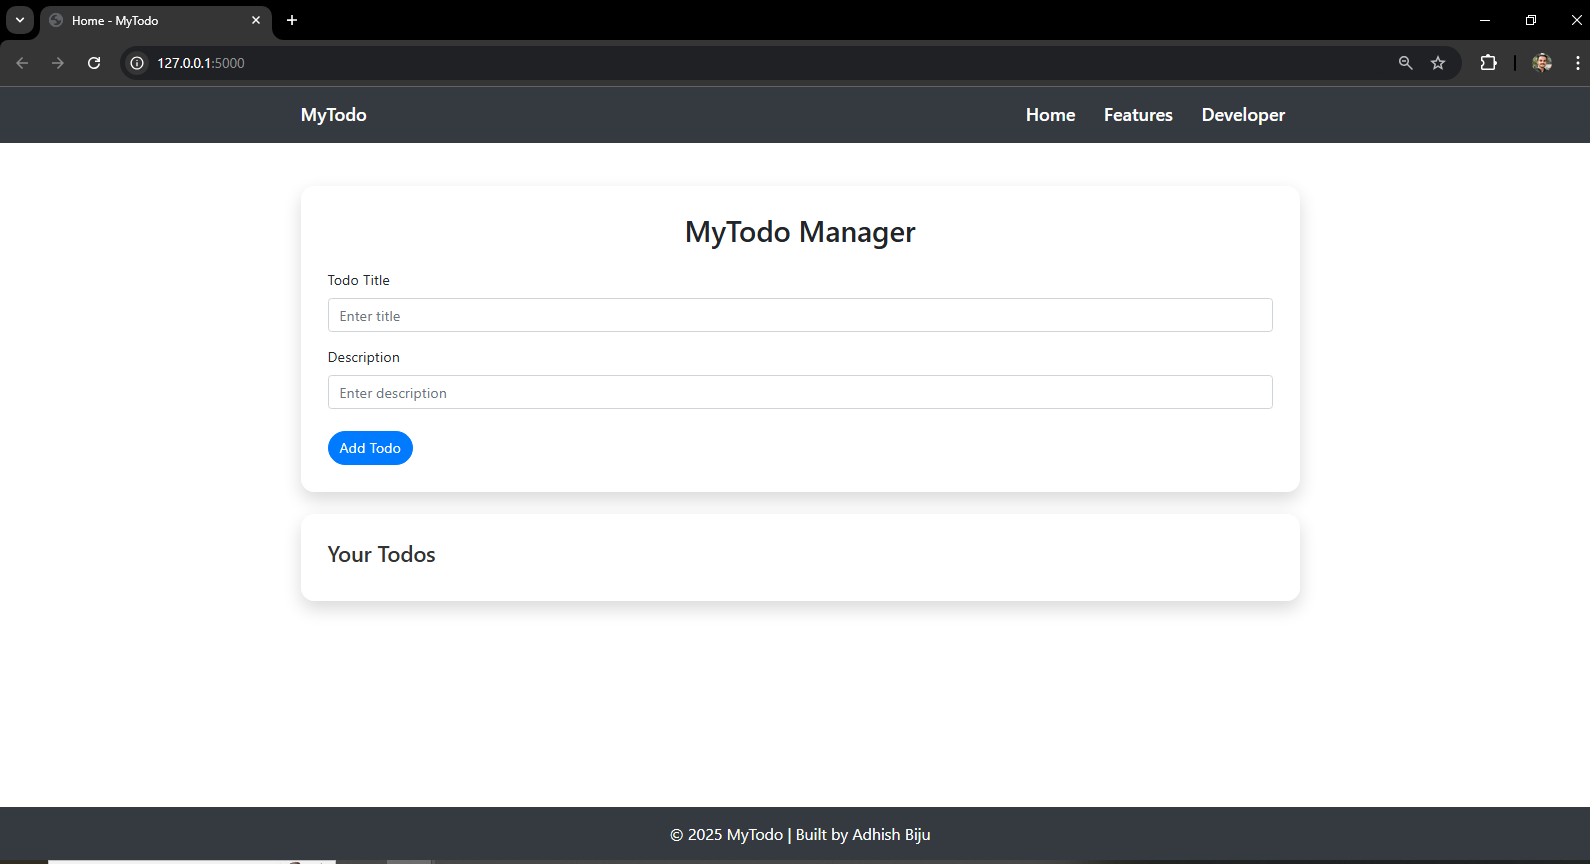 Home - MyTodo
127.0.0.1:5000
MyTodo Home Features Developer
MyTodo Manager
Todo Title
Enter title
Description
Enter description
Add Todo
Your Todos
© 2025 MyTodo | Built by Adhish Biju